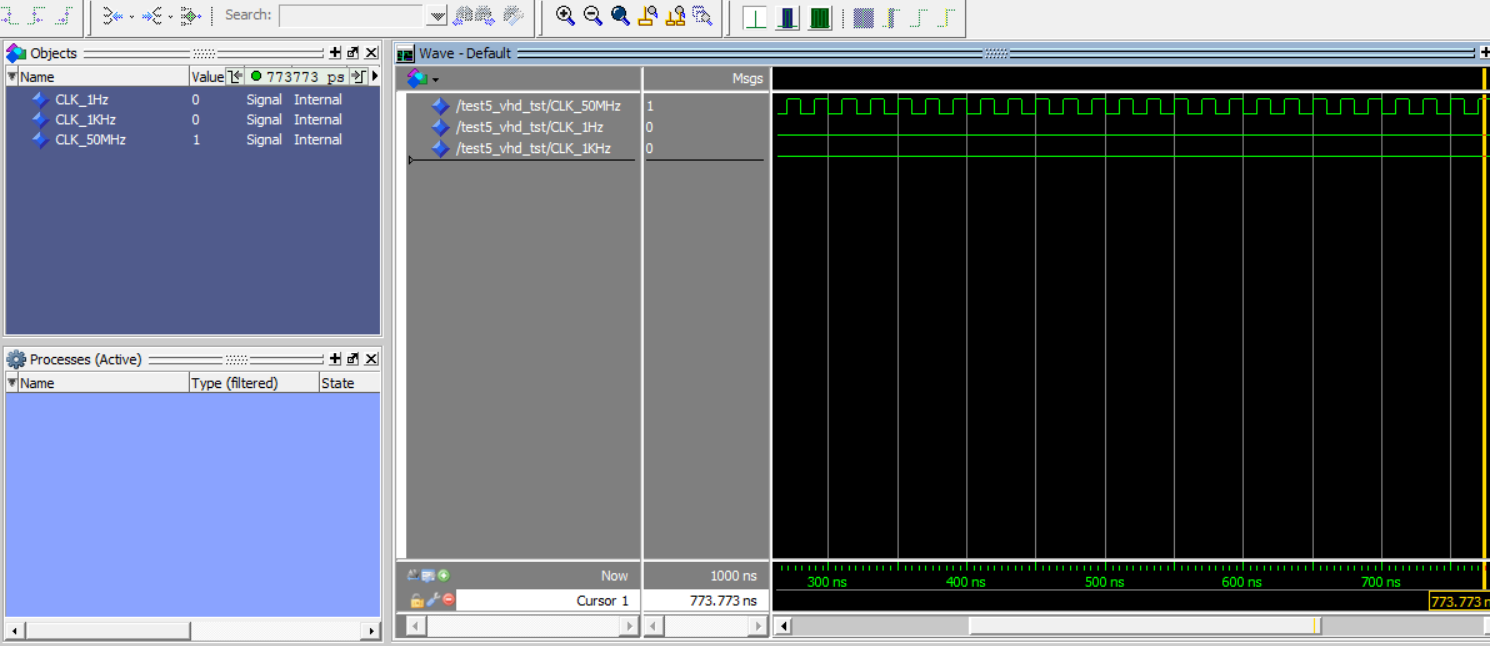 Search:
Objects
Name Value 773773 ps
CLK_1Hz 0 Signal Internal
CLK_1KHz 0 Signal Internal
CLK_50MHz 1 Signal Internal
Processes (Active)
Name Type (filtered) State
Wave - Default
Msgs
/test5_vhd_tst/CLK_50MHz 1
/test5_vhd_tst/CLK_1Hz 0
/test5_vhd_tst/CLK_1KHz 0
Now 1000 ns
300 ns 400 ns 500 ns 600 ns 700 ns
Cursor 1 773.773 ns
773.773 n